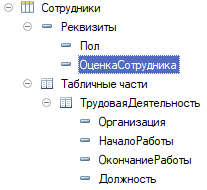 Сотрудники
Реквизиты
Пол
ОценкаСотрудника
Табличные части
ТрудоваяДеятельность
Организация
НачалоРаботы
ОкончаниеРаботы
Должность